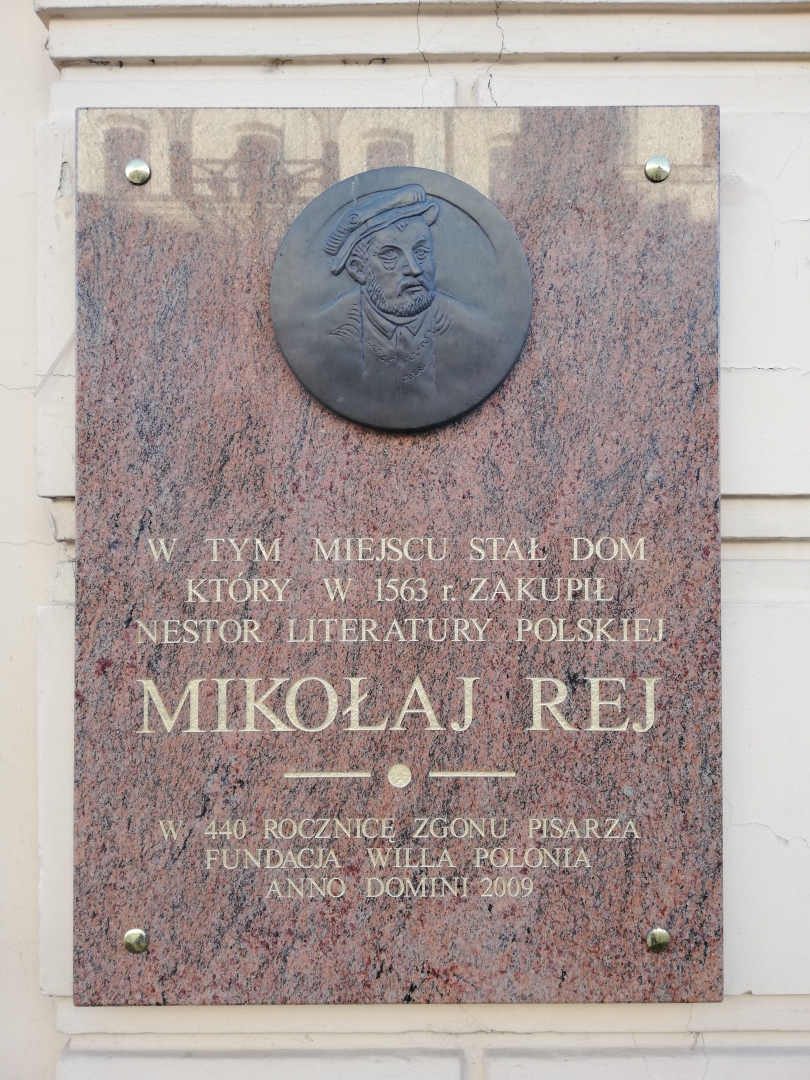 W TYM MIEJSCU STAŁ DOM
KTÓRY W 1563 r. ZAKUPIŁ
NESTOR LITERATURY POLSKIEJ
MIKOŁAJ REJ
W 440 ROCZNICĘ ZGONU PISARZA
FUNDACJA WILLA POLONIA
ANNO DOMINI 2009